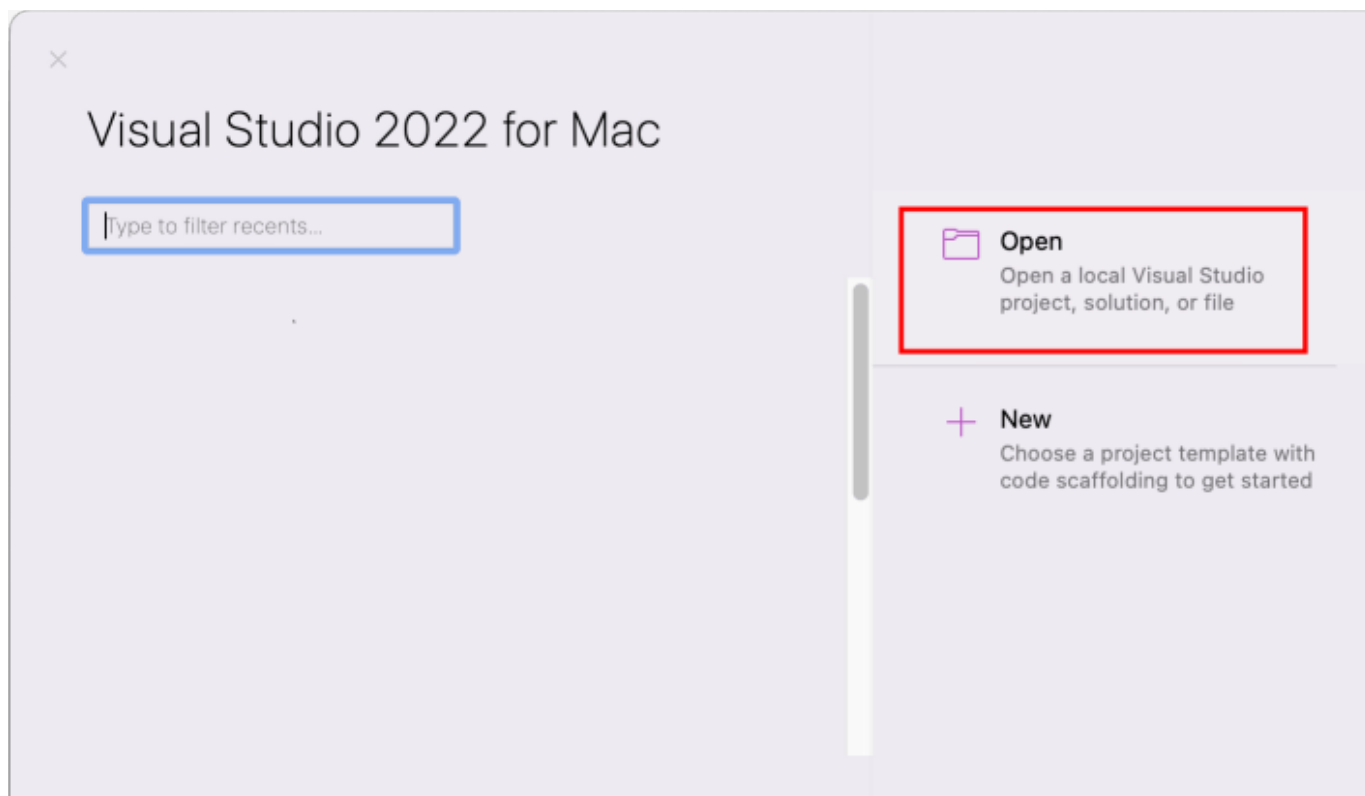 Visual Studio 2022 for Mac
Type to filter recents...
Open
Open a local Visual Studio
project, solution, or file
New
Choose a project template with
code scaffolding to get started